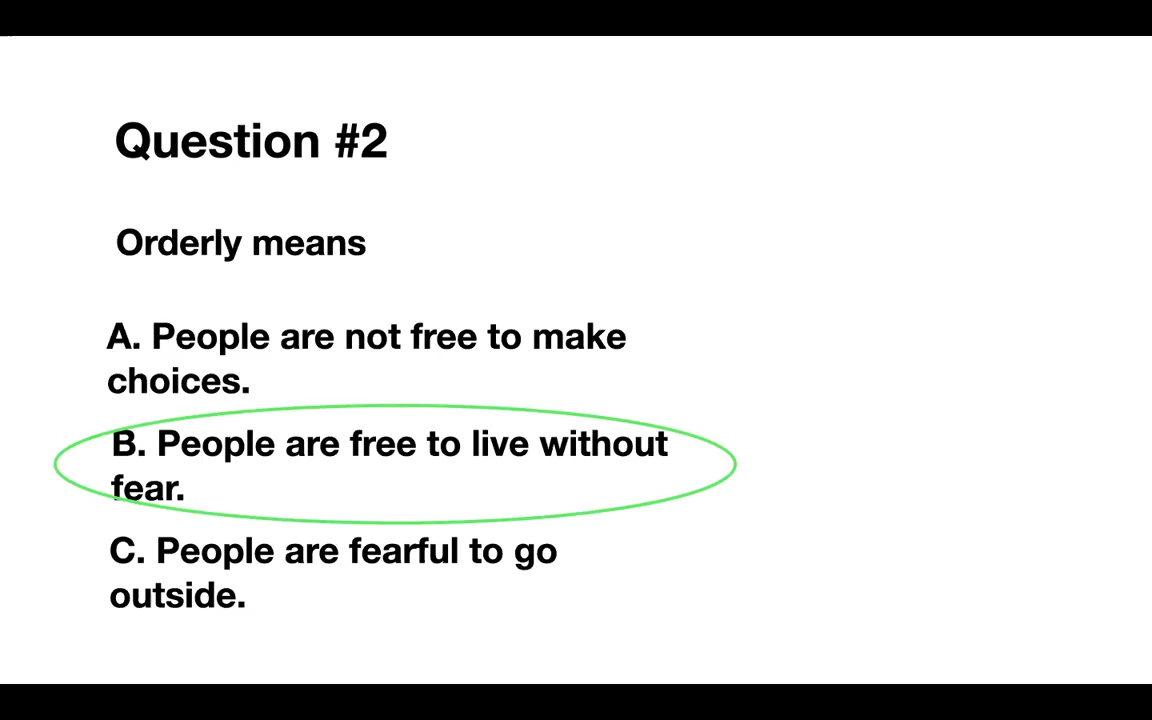 Question #2
Orderly means
A. People are not free to make
choices.
B. People are free to live without
fear.
C. People are fearful to go
outside.